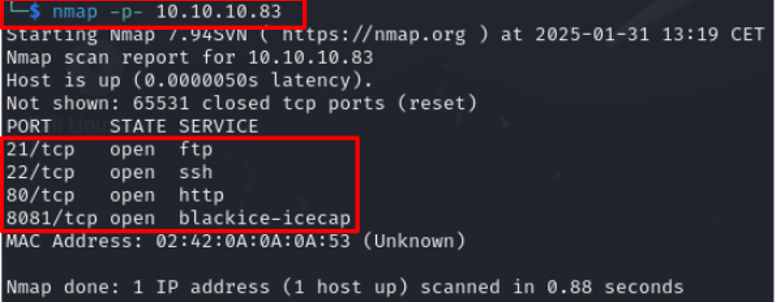 └─$ nmap -p- 10.10.10.83
Starting Nmap 7.94SVN ( https://nmap.org ) at 2025-01-31 13:19 CET
Nmap scan report for 10.10.10.83
Host is up (0.0000050s latency).
Not shown: 65531 closed tcp ports (reset)
PORT     STATE SERVICE
21/tcp   open  ftp
22/tcp   open  ssh
80/tcp   open  http
8081/tcp open  blackice-icecap
MAC Address: 02:42:0A:0A:0A:53 (Unknown)

Nmap done: 1 IP address (1 host up) scanned in 0.88 seconds